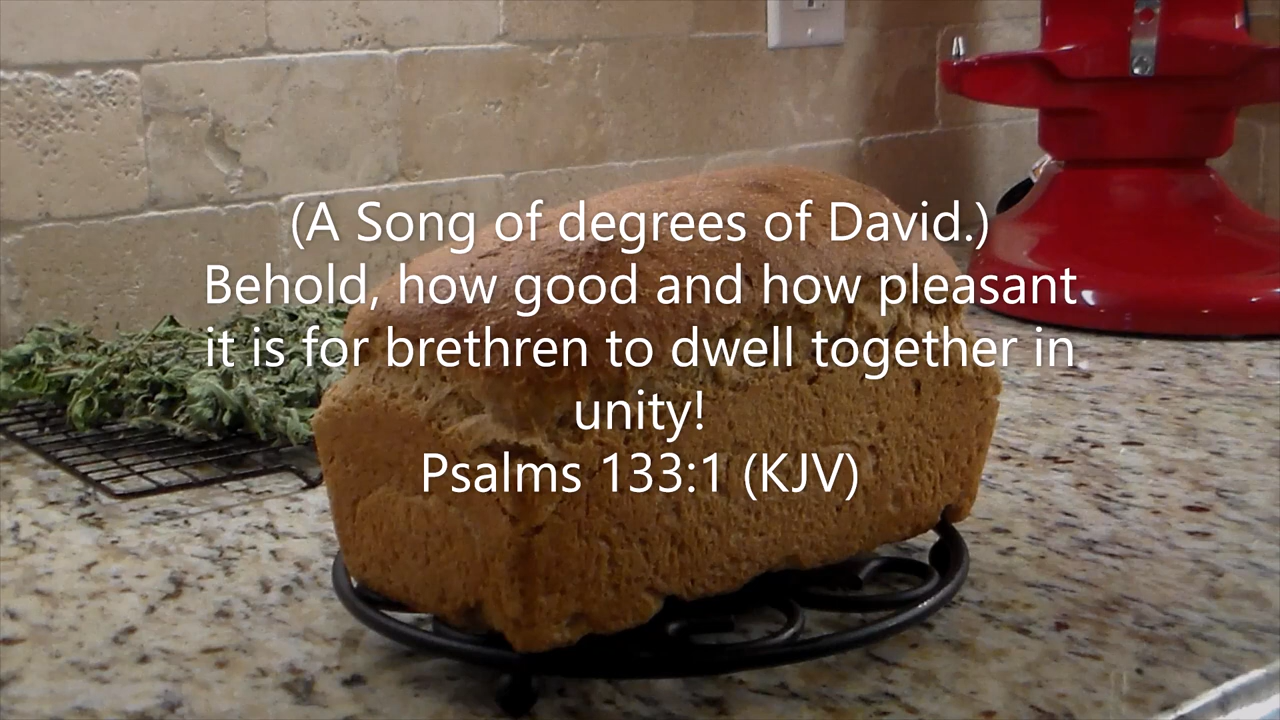 (A Song of degrees of David.)
Behold, how good and how pleasant
it is for brethren to dwell together in
unity!
Psalms 133:1 (KJV)